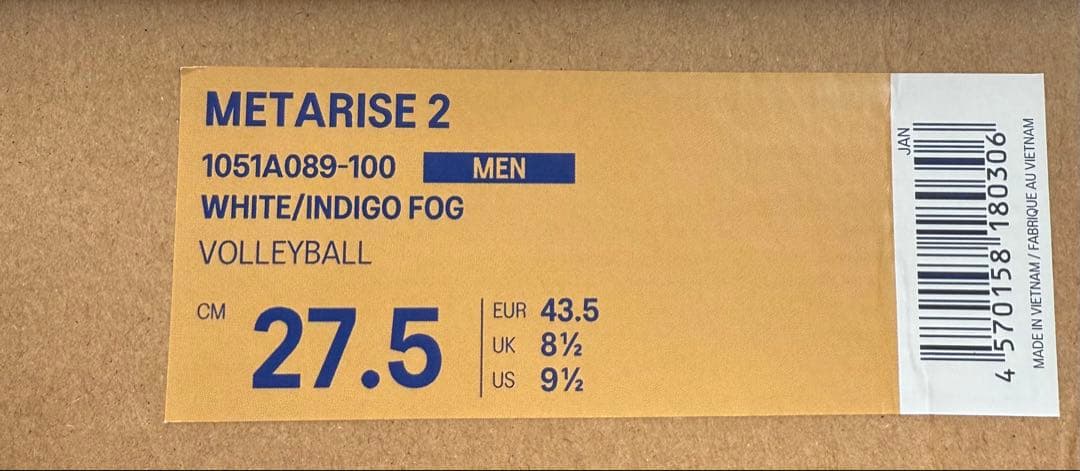 METARISE 2
1051A089-100 MEN
WHITE/INDIGO FOG
VOLLEYBALL
CM 27.5
EUR 43.5
UK 8½
US 9½
JAN
4 570158 180306
MADE IN VIETNAM / FABRIQUE AU VIETNAM